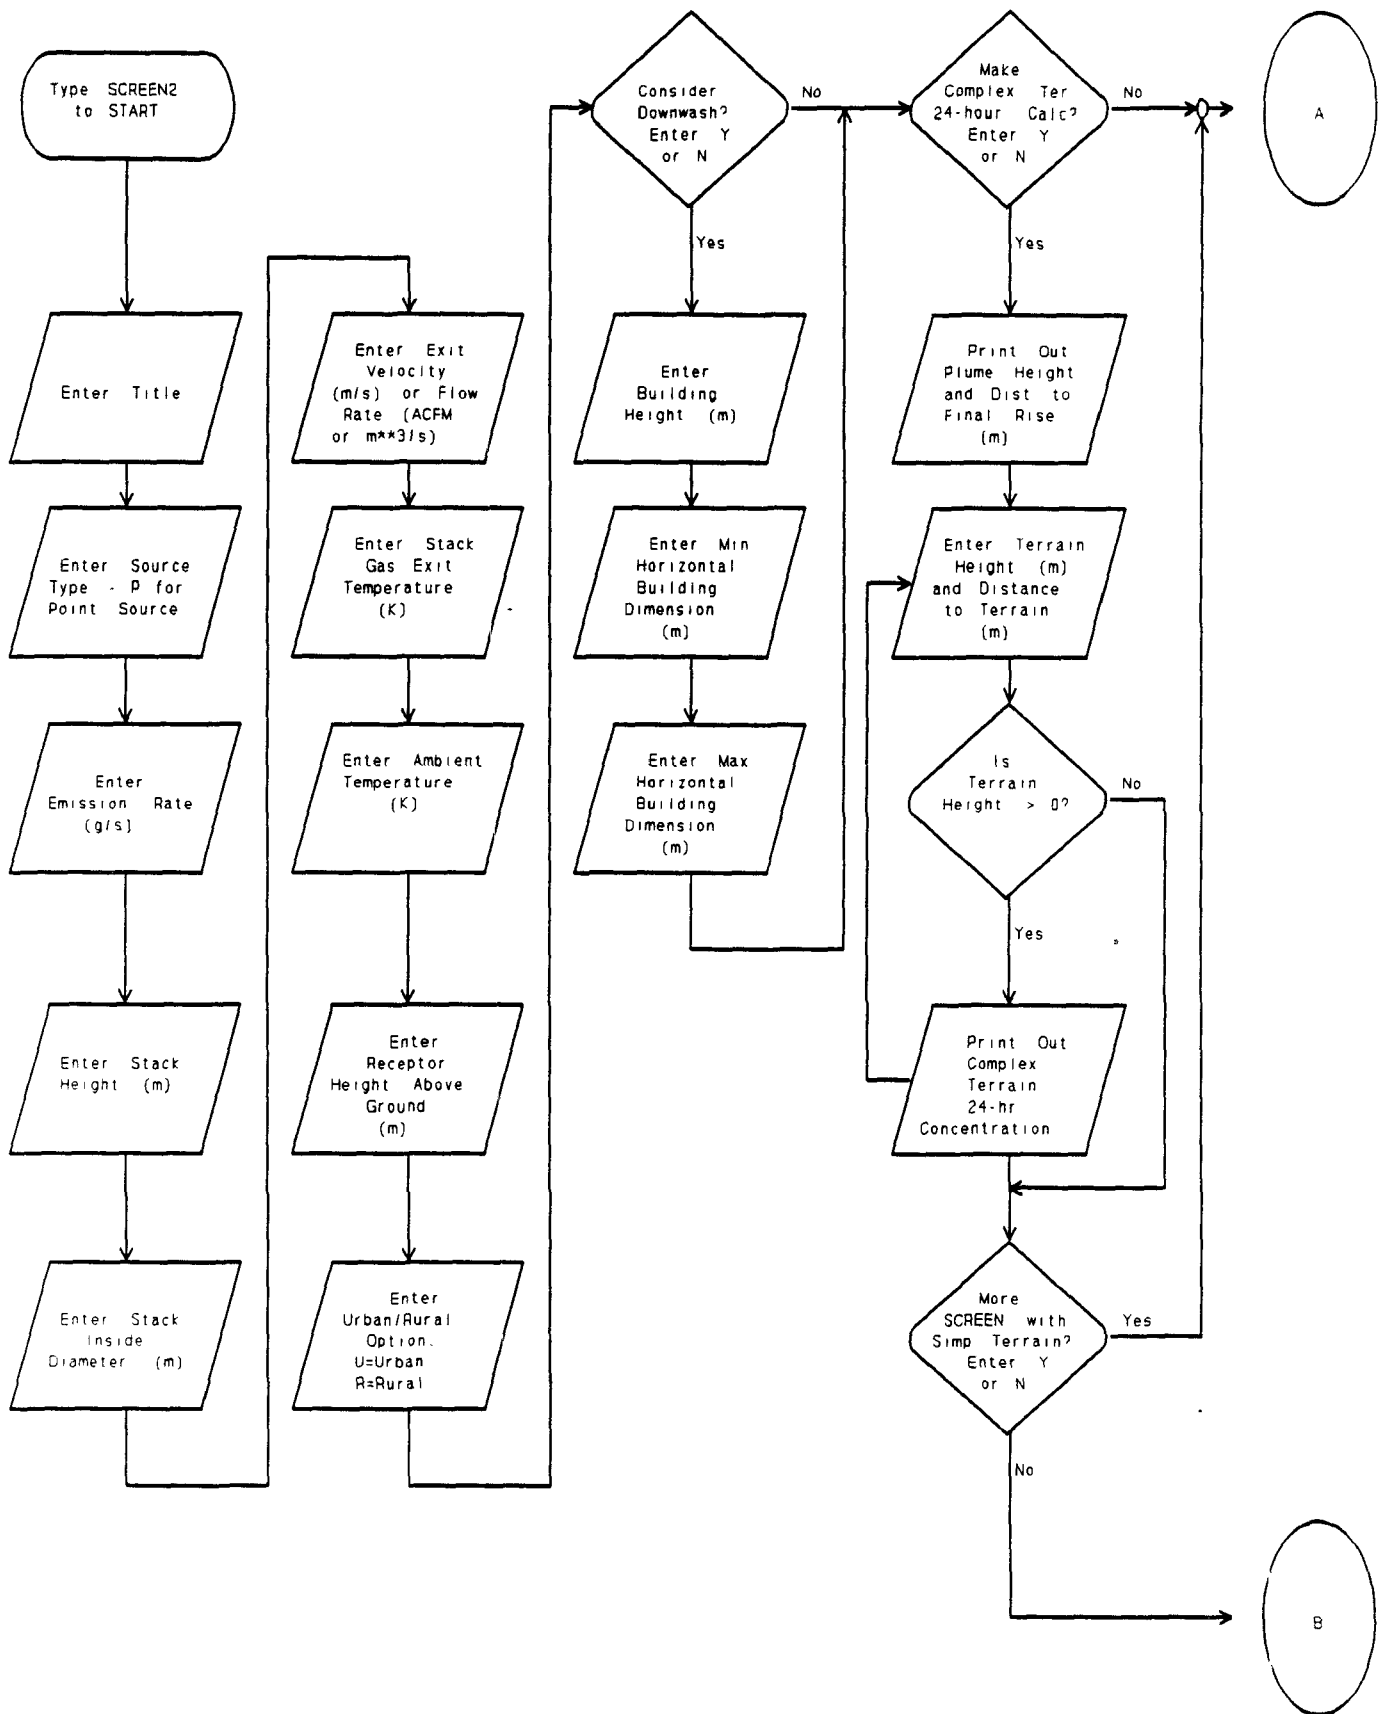 Type SCREEN2
to START
Enter Title
Enter Source
Type - P for
Point Source
Enter
Emission Rate
(g/s)
Enter Stack
Height (m)
Enter Stack
Inside
Diameter (m)
Enter Exit
Velocity
(m/s) or Flow
Rate (ACFM
or m**3/s)
Enter Stack
Gas Exit
Temperature
(K)
Enter Ambient
Temperature
(K)
Enter
Receptor
Height Above
Ground
(m)
Enter
Urban/Rural
Option.
U=Urban
R=Rural
Consider
Downwash?
Enter Y
or N
No
Yes
Enter
Building
Height (m)
Enter Min
Horizontal
Building
Dimension
(m)
Enter Max
Horizontal
Building
Dimension
(m)
Make
Complex Ter
24-hour Calc?
Enter Y
or N
No
Yes
Print Out
Plume Height
and Dist to
Final Rise
(m)
Enter Terrain
Height (m)
and Distance
to Terrain
(m)
Is
Terrain
Height > 0?
No
Yes
Print Out
Complex
Terrain
24-hr
Concentration
More
SCREEN with
Simp Terrain?
Enter Y
or N
Yes
No
A
B